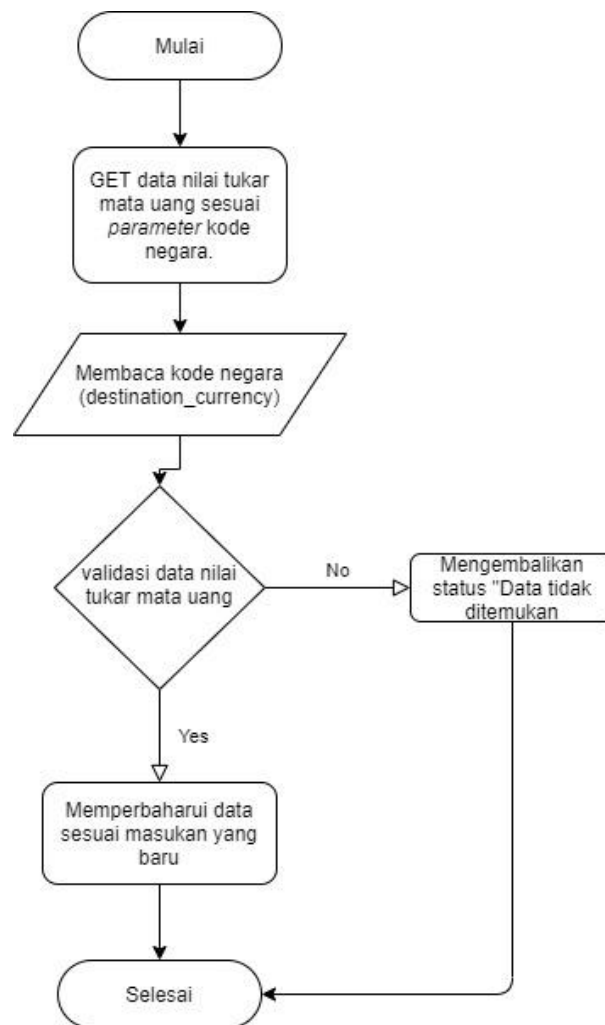 Mulai
GET data nilai tukar
mata uang sesuai
parameter kode
negara.
Membaca kode negara
(destination_currency)
validasi data nilai
tukar mata uang
No
Mengembalikan
status "Data tidak
ditemukan
Yes
Memperbaharui data
sesuai masukan yang
baru
Selesai